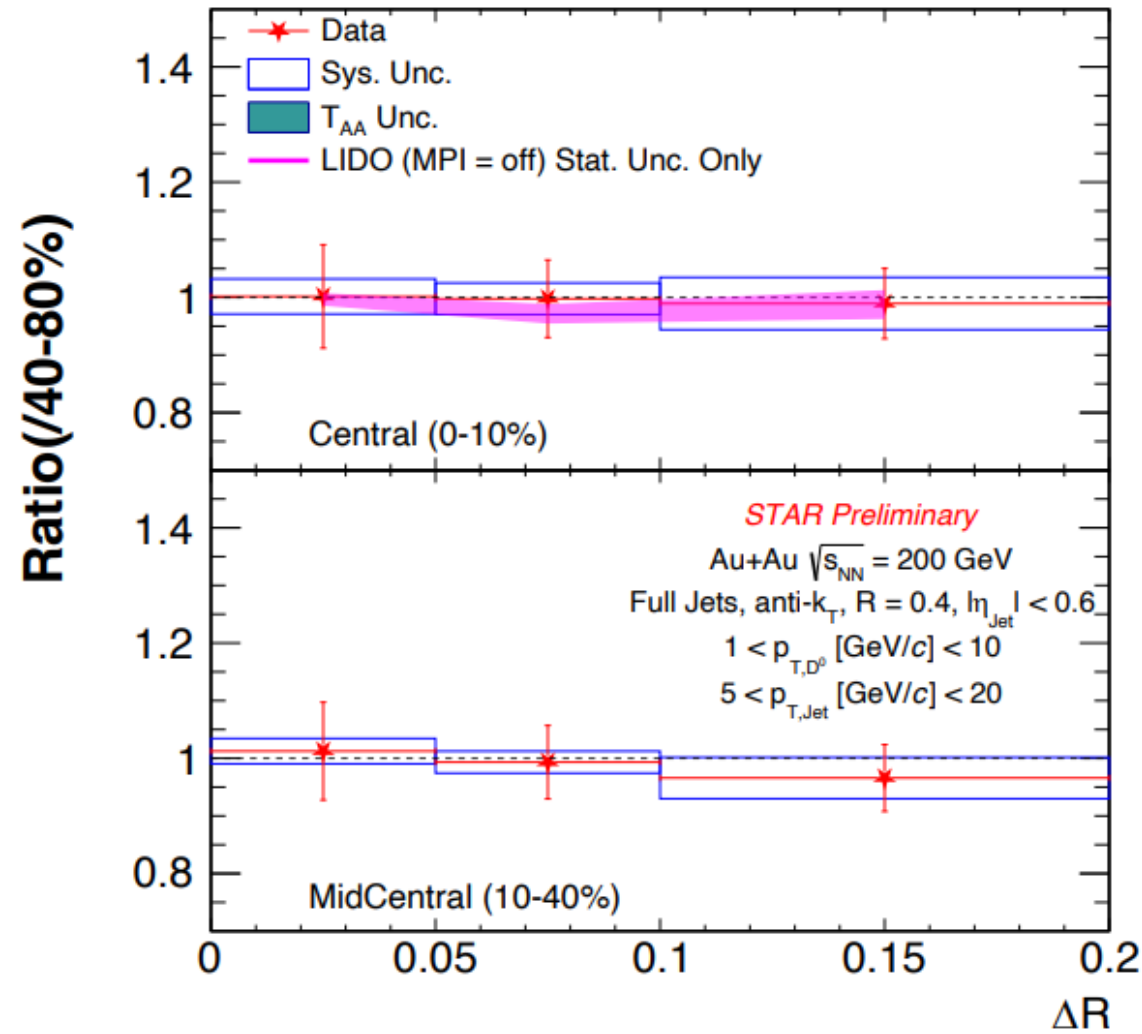 Ratio(/40-80%)
1.4
1.2
1
0.8
Data
Sys. Unc.
T_AA Unc.
LIDO (MPI = off) Stat. Unc. Only
Central (0-10%)
1.4
1.2
1
0.8
STAR Preliminary
Au+Au √s_NN = 200 GeV
Full Jets, anti-k_T, R = 0.4, |η_Jet| < 0.6
1 < p_T,D⁰ [GeV/c] < 10
5 < p_T,Jet [GeV/c] < 20
MidCentral (10-40%)
0 0.05 0.1 0.15 0.2
ΔR